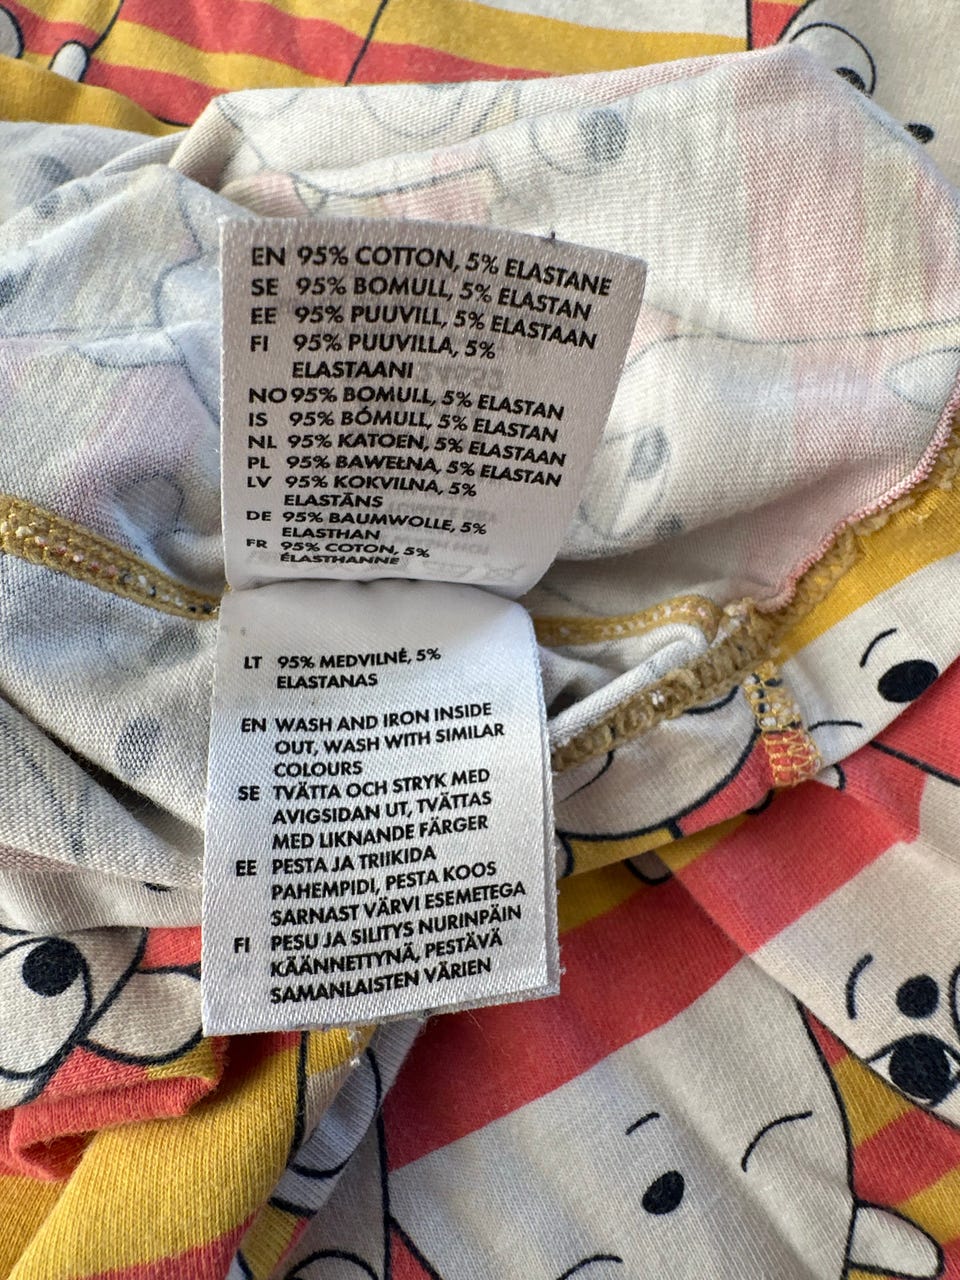 EN 95% COTTON, 5% ELASTANE
SE 95% BOMULL, 5% ELASTAN
EE 95% PUUVILL, 5% ELASTAAN
FI 95% PUUVILLA, 5%
ELASTAANI
NO 95% BOMULL, 5% ELASTAN
IS 95% BÓMULL, 5% ELASTAN
NL 95% KATOEN, 5% ELASTAAN
PL 95% BAWEŁNA, 5% ELASTAN
LV 95% KOKVILNA, 5%
ELASTĀNS
DE 95% BAUMWOLLE, 5%
ELASTHAN
FR 95% COTON, 5%
ÉLASTHANNE
LT 95% MEDVILNĖ, 5%
ELASTANAS
EN WASH AND IRON INSIDE
OUT, WASH WITH SIMILAR
COLOURS
SE TVÄTTA OCH STRYK MED
AVIGSIDAN UT, TVÄTTAS
MED LIKNANDE FÄRGER
EE PESTA JA TRIIKIDA
PAHEMPIDI, PESTA KOOS
SARNAST VÄRVI ESEMETEGA
FI PESU JA SILITYS NURINPÄIN
KÄÄNNETTYNÄ, PESTÄVÄ
SAMANLAISTEN VÄRIEN